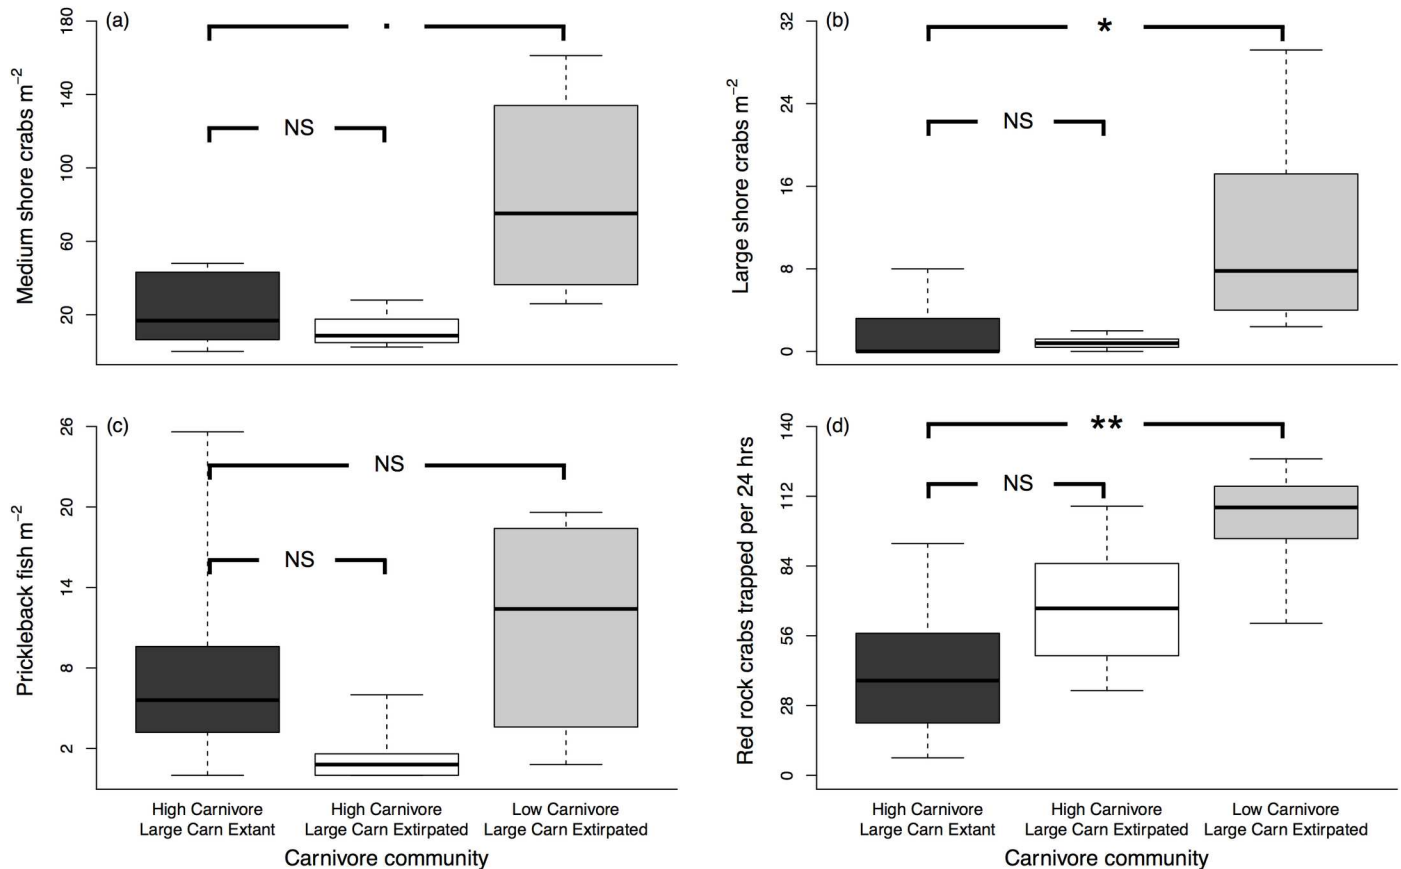 (a)
Medium shore crabs m⁻²
180
140
100
60
20
.
NS
(b)
Large shore crabs m⁻²
32
24
16
8
0
*
NS
(c)
Prickleback fish m⁻²
26
20
14
8
2
NS
NS
High Carnivore
Large Carn Extant
High Carnivore
Large Carn Extirpated
Low Carnivore
Large Carn Extirpated
Carnivore community
(d)
Red rock crabs trapped per 24 hrs
140
112
84
56
28
0
**
NS
High Carnivore
Large Carn Extant
High Carnivore
Large Carn Extirpated
Low Carnivore
Large Carn Extirpated
Carnivore community